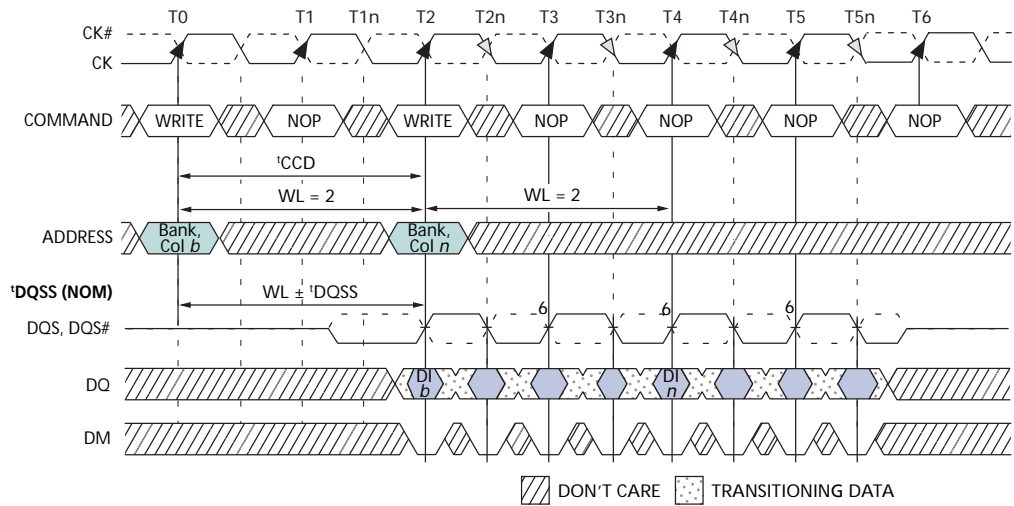 T0 T1 T1n T2 T2n T3 T3n T4 T4n T5 T5n T6
CK#
CK
COMMAND WRITE NOP WRITE NOP NOP NOP NOP
tCCD
WL = 2 WL = 2
ADDRESS Bank, Col b Bank, Col n
tDQSS (NOM)
WL ± tDQSS
6 6 6
DQS, DQS#
DQ DI b DI n
DM
DON'T CARE TRANSITIONING DATA